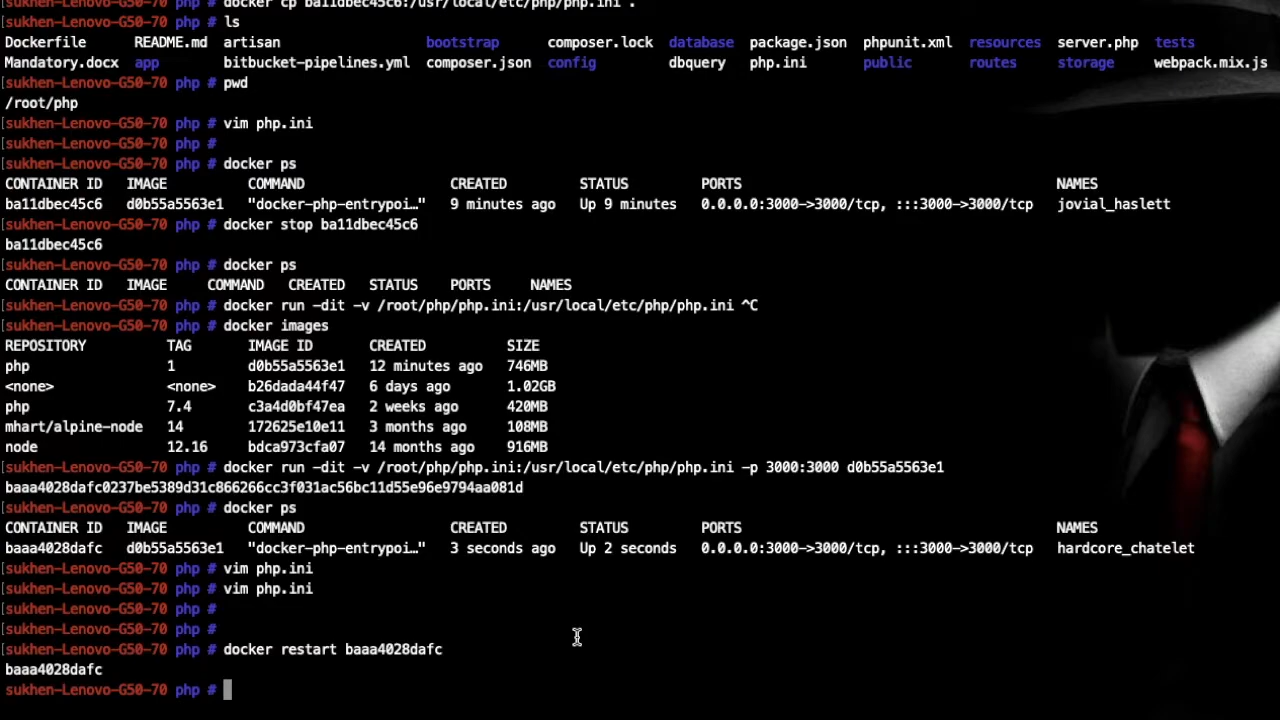 docker cp ba11dbec45c6:/usr/local/etc/php/php.ini .
[sukhen-Lenovo-G50-70 php # ls
Dockerfile README.md artisan bootstrap composer.lock database package.json phpunit.xml resources server.php tests
Mandatory.docx app bitbucket-pipelines.yml composer.json config dbquery php.ini public routes storage webpack.mix.js
[sukhen-Lenovo-G50-70 php # pwd
/root/php
[sukhen-Lenovo-G50-70 php # vim php.ini
[sukhen-Lenovo-G50-70 php #
[sukhen-Lenovo-G50-70 php # docker ps
CONTAINER ID IMAGE COMMAND CREATED STATUS PORTS NAMES
ba11dbec45c6 d0b55a5563e1 "docker-php-entrypoi…" 9 minutes ago Up 9 minutes 0.0.0.0:3000->3000/tcp, :::3000->3000/tcp jovial_haslett
[sukhen-Lenovo-G50-70 php # docker stop ba11dbec45c6
ba11dbec45c6
[sukhen-Lenovo-G50-70 php # docker ps
CONTAINER ID IMAGE COMMAND CREATED STATUS PORTS NAMES
[sukhen-Lenovo-G50-70 php # docker run -dit -v /root/php/php.ini:/usr/local/etc/php/php.ini ^C
[sukhen-Lenovo-G50-70 php # docker images
REPOSITORY TAG IMAGE ID CREATED SIZE
php 1 d0b55a5563e1 12 minutes ago 746MB
<none> <none> b26dada44f47 6 days ago 1.02GB
php 7.4 c3a4d0bf47ea 2 weeks ago 420MB
mhart/alpine-node 14 172625e10e11 3 months ago 108MB
node 12.16 bdca973cfa07 14 months ago 916MB
[sukhen-Lenovo-G50-70 php # docker run -dit -v /root/php/php.ini:/usr/local/etc/php/php.ini -p 3000:3000 d0b55a5563e1
baaa4028dafc0237be5389d31c866266cc3f031ac56bc11d55e96e9794aa081d
[sukhen-Lenovo-G50-70 php # docker ps
CONTAINER ID IMAGE COMMAND CREATED STATUS PORTS NAMES
baaa4028dafc d0b55a5563e1 "docker-php-entrypoi…" 3 seconds ago Up 2 seconds 0.0.0.0:3000->3000/tcp, :::3000->3000/tcp hardcore_chatelet
[sukhen-Lenovo-G50-70 php # vim php.ini
[sukhen-Lenovo-G50-70 php # vim php.ini
[sukhen-Lenovo-G50-70 php #
[sukhen-Lenovo-G50-70 php #
[sukhen-Lenovo-G50-70 php # docker restart baaa4028dafc
baaa4028dafc
sukhen-Lenovo-G50-70 php #